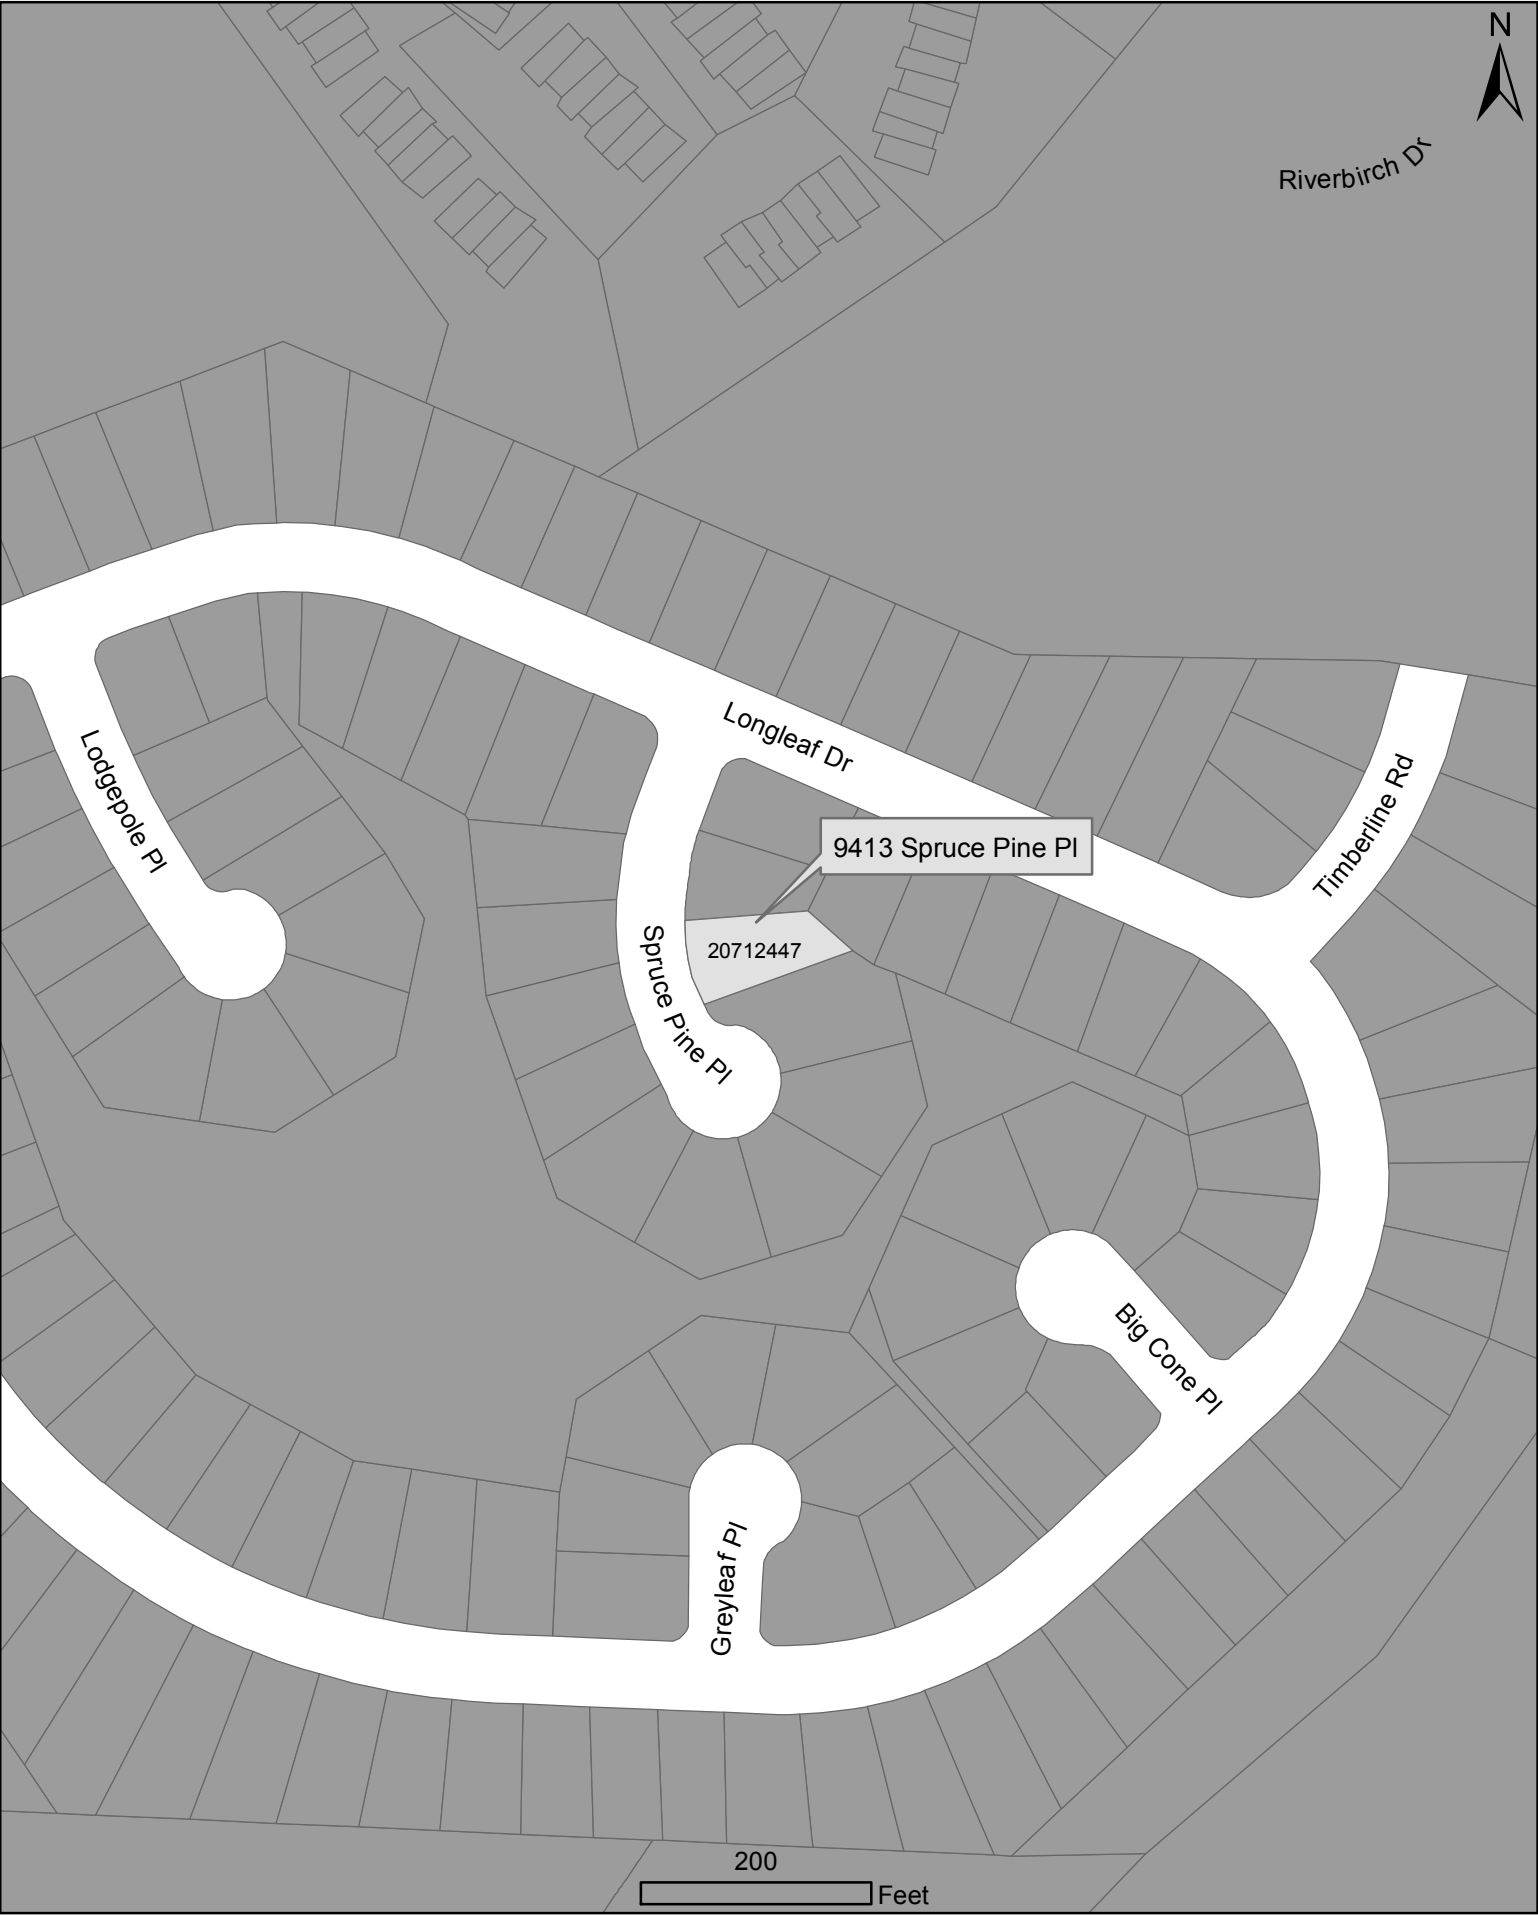 N
Riverbirch Dr
Longleaf Dr
Lodgepole Pl
Timberline Rd
9413 Spruce Pine Pl
20712447
Spruce Pine Pl
Big Cone Pl
Greyleaf Pl
200
Feet